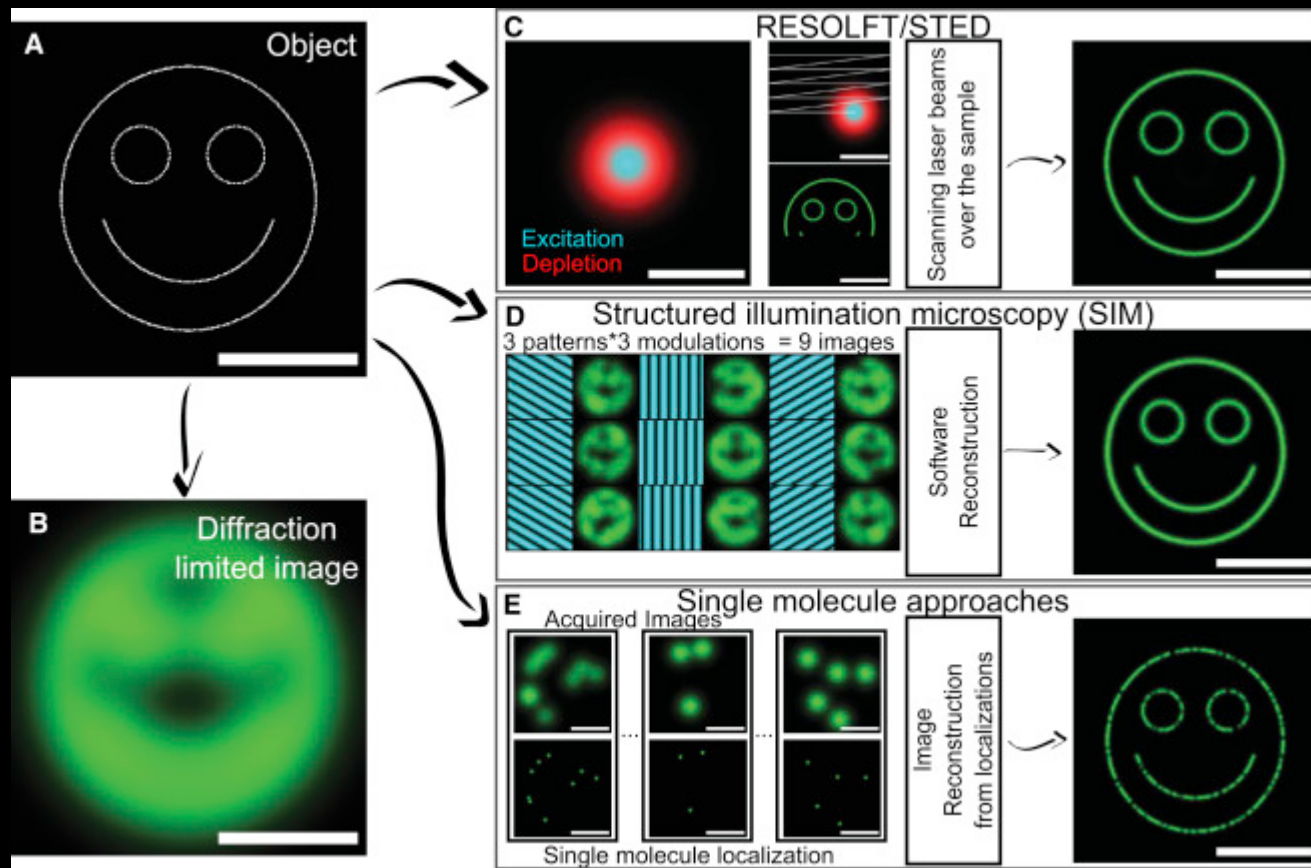 A
Object
B
Diffraction
limited image
C
RESOLFT/STED
Excitation
Depletion
Scanning laser beams
over the sample
D
Structured illumination microscopy (SIM)
3 patterns*3 modulations = 9 images
Software
Reconstruction
E
Single molecule approaches
Acquired Images
...
...
Single molecule localization
Image
Reconstruction
from localizations